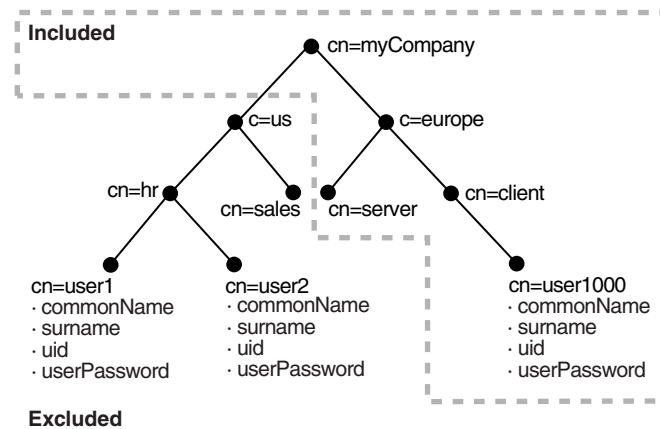 Included
cn=myCompany
c=us
c=europe
cn=hr
cn=sales
cn=server
cn=client
cn=user1
· commonName
· surname
· uid
· userPassword
cn=user2
· commonName
· surname
· uid
· userPassword
cn=user1000
· commonName
· surname
· uid
· userPassword
Excluded